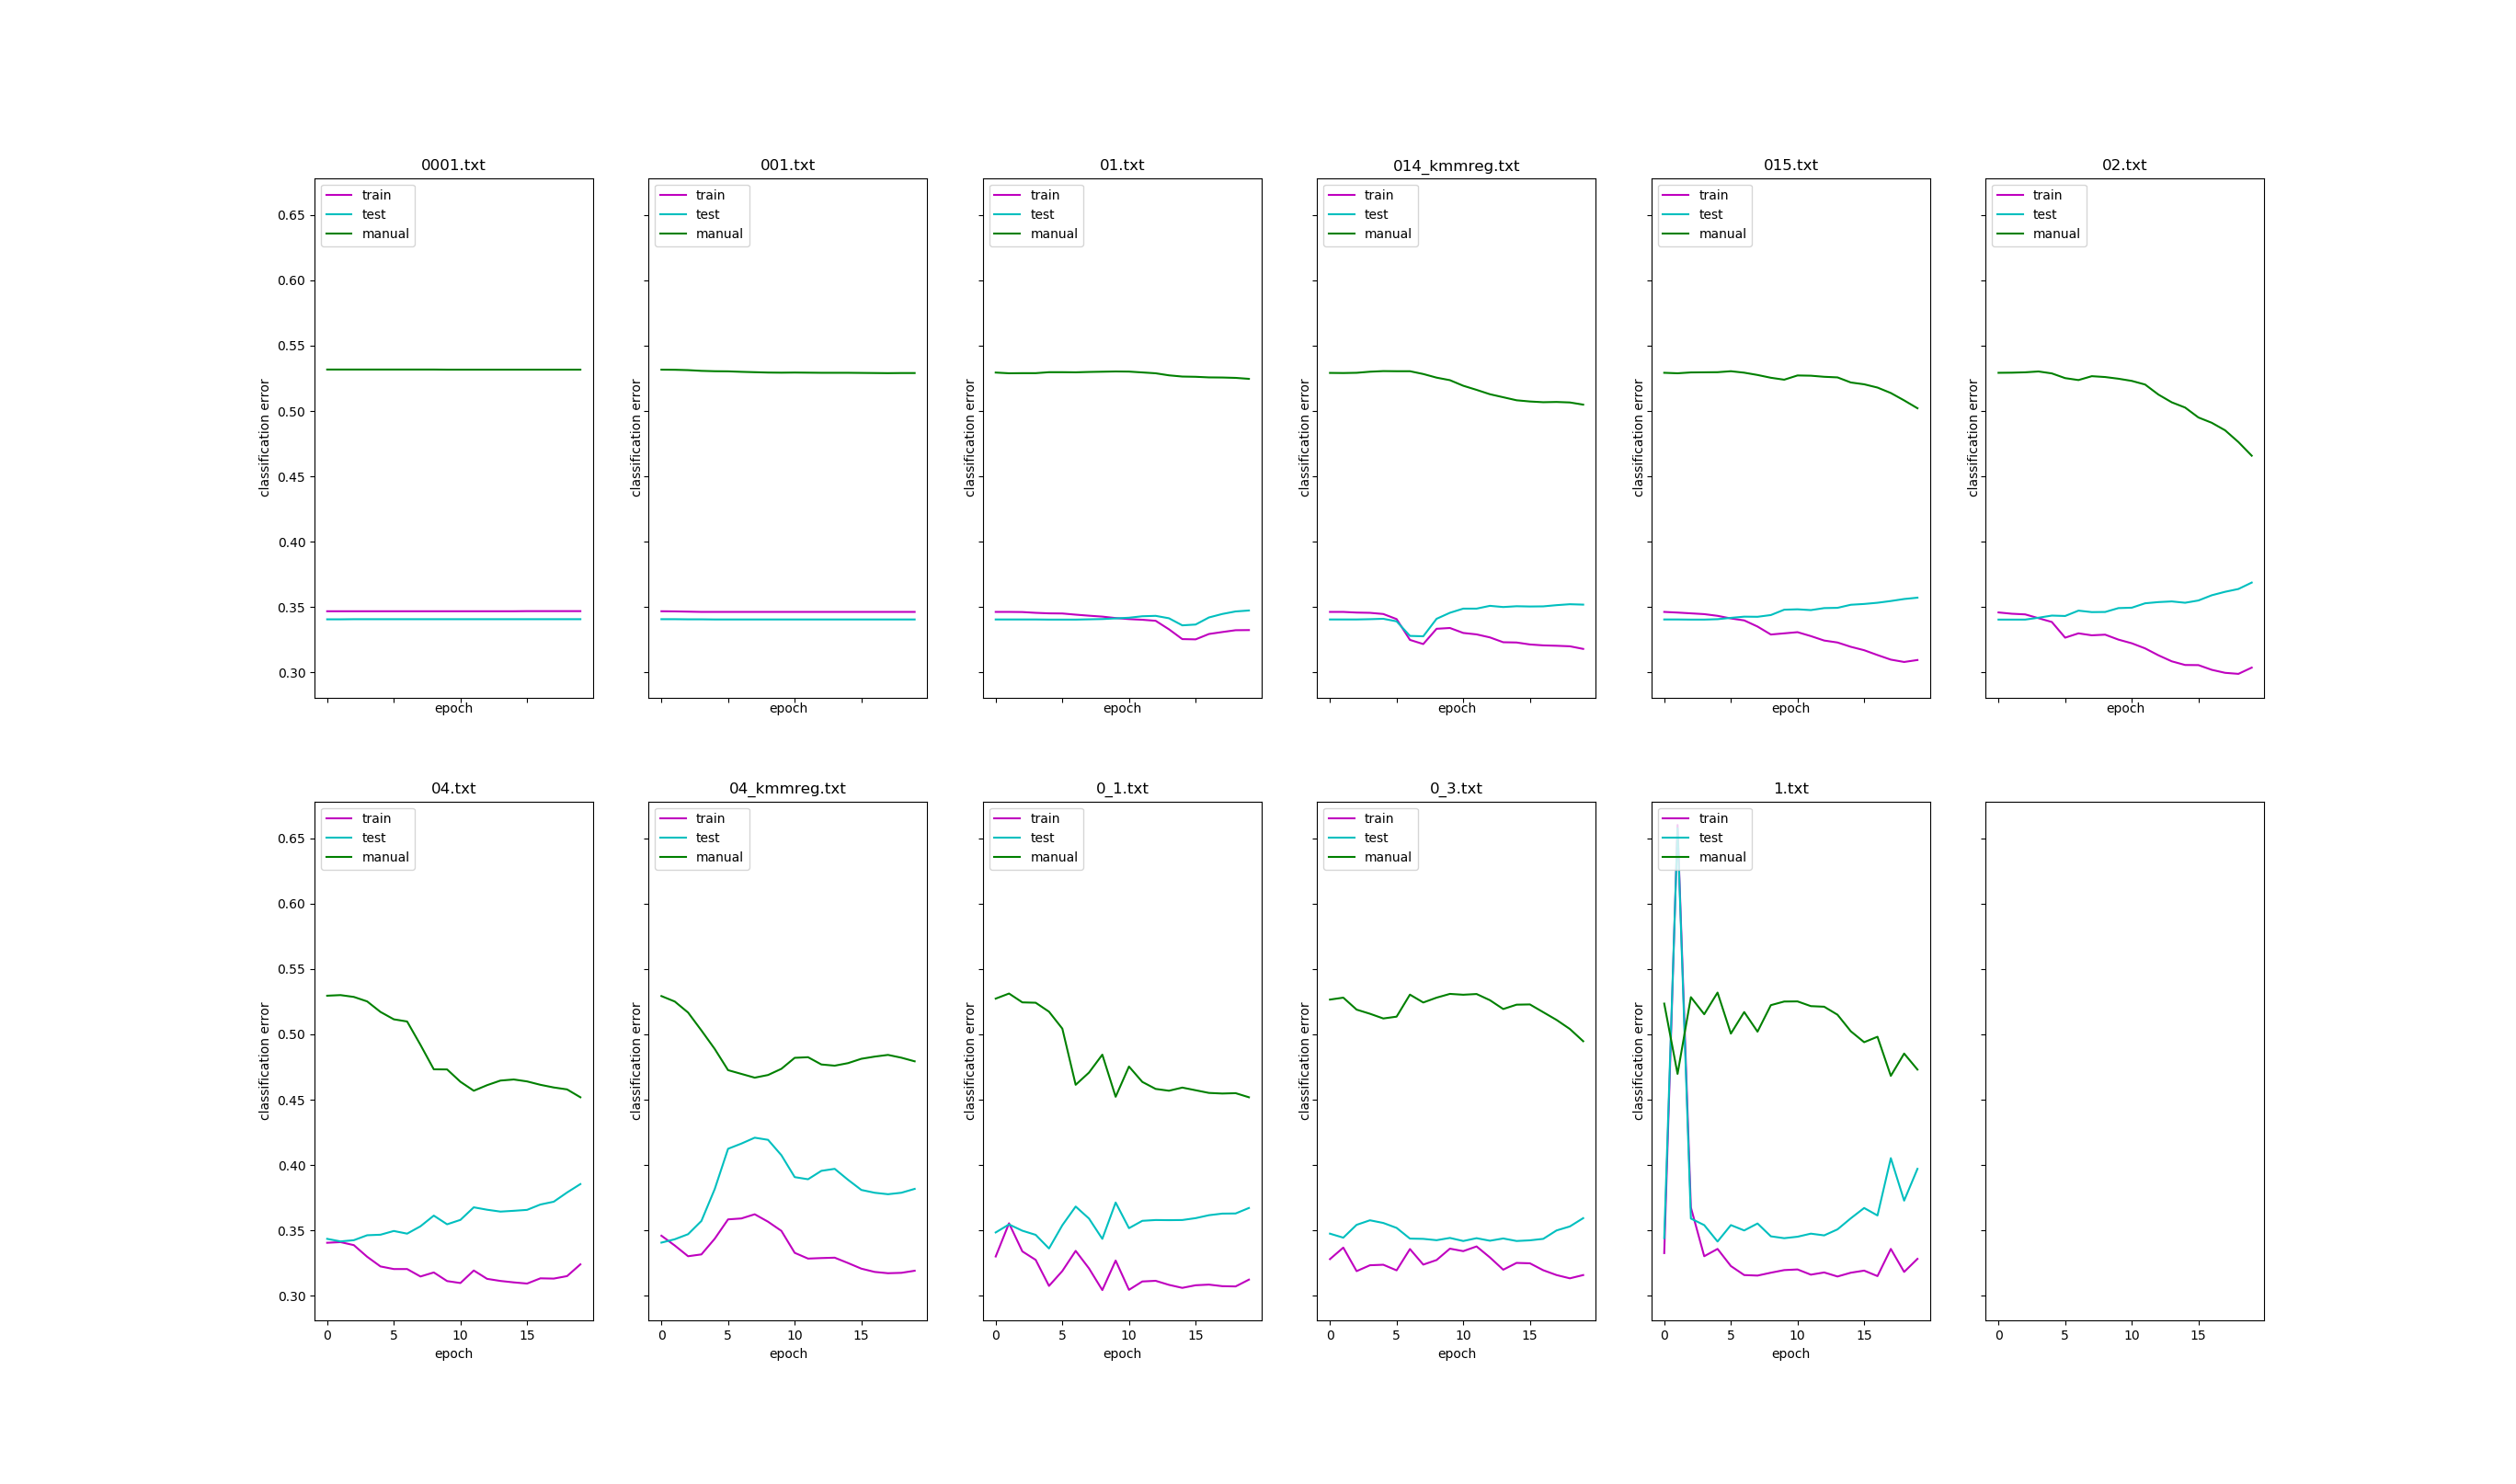 0001.txt
train
test
manual
0.65
0.60
0.55
0.50
0.45
0.40
0.35
0.30
classification error
epoch
001.txt
train
test
manual
classification error
epoch
01.txt
train
test
manual
classification error
epoch
014_kmmreg.txt
train
test
manual
classification error
epoch
015.txt
train
test
manual
classification error
epoch
02.txt
train
test
manual
classification error
epoch
04.txt
train
test
manual
0.65
0.60
0.55
0.50
0.45
0.40
0.35
0.30
classification error
0 5 10 15
epoch
04_kmmreg.txt
train
test
manual
classification error
0 5 10 15
epoch
0_1.txt
train
test
manual
classification error
0 5 10 15
epoch
0_3.txt
train
test
manual
classification error
0 5 10 15
epoch
1.txt
train
test
manual
classification error
0 5 10 15
epoch
0 5 10 15